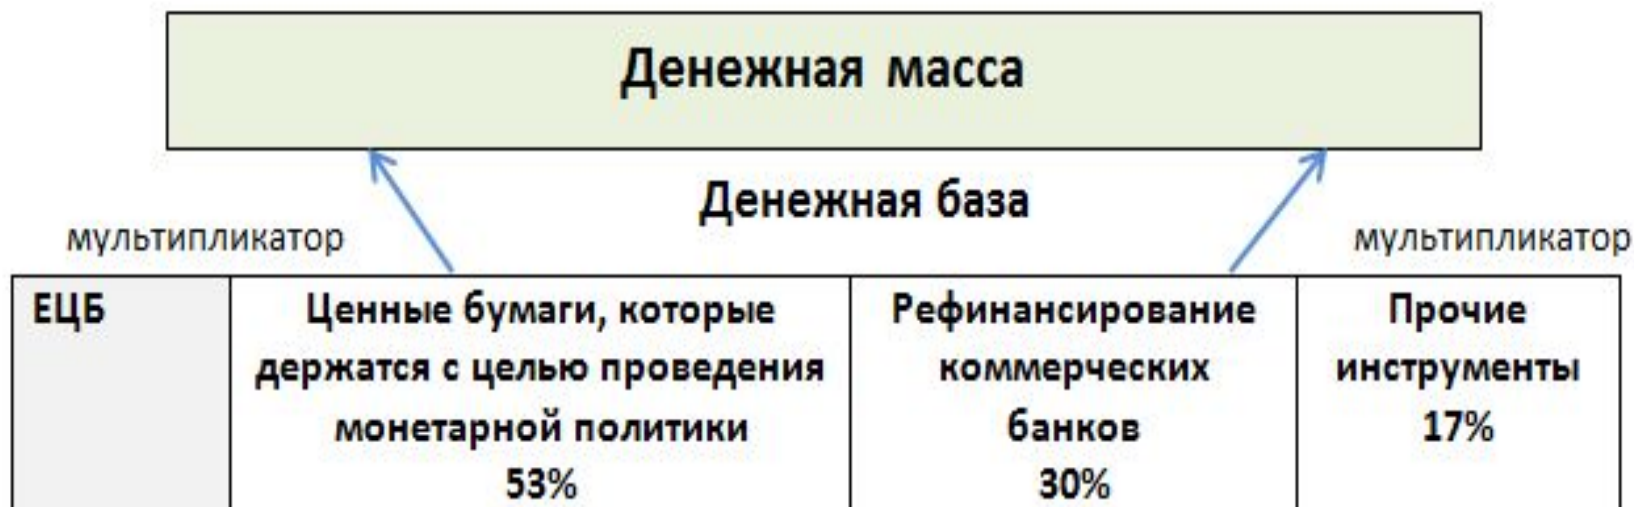 Денежная масса
Денежная база
мультипликатор
мультипликатор
ЕЦБ
Ценные бумаги, которые
держатся с целью проведения
монетарной политики
53%
Рефинансирование
коммерческих
банков
30%
Прочие
инструменты
17%